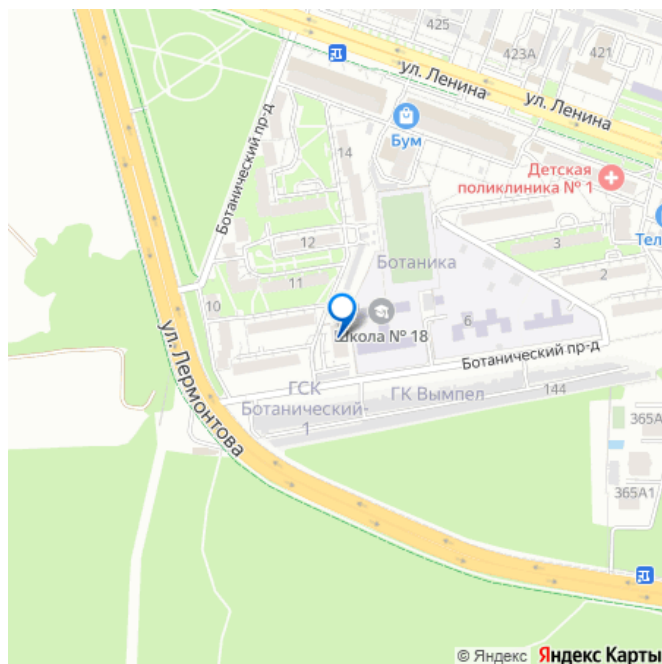 425
423А
421
ул. Ленина
ул. Ленина
Бум
Ботанический пр-д
14
Детская
поликлиника № 1
12
Ботаника
3
Тел
11
2
10
6
Школа № 18
ул. Лермонтова
Ботанический пр-д
ГСК
Ботанический-
1
ГК Вымпел
144
365А
365А1
© Яндекс Яндекс Карты